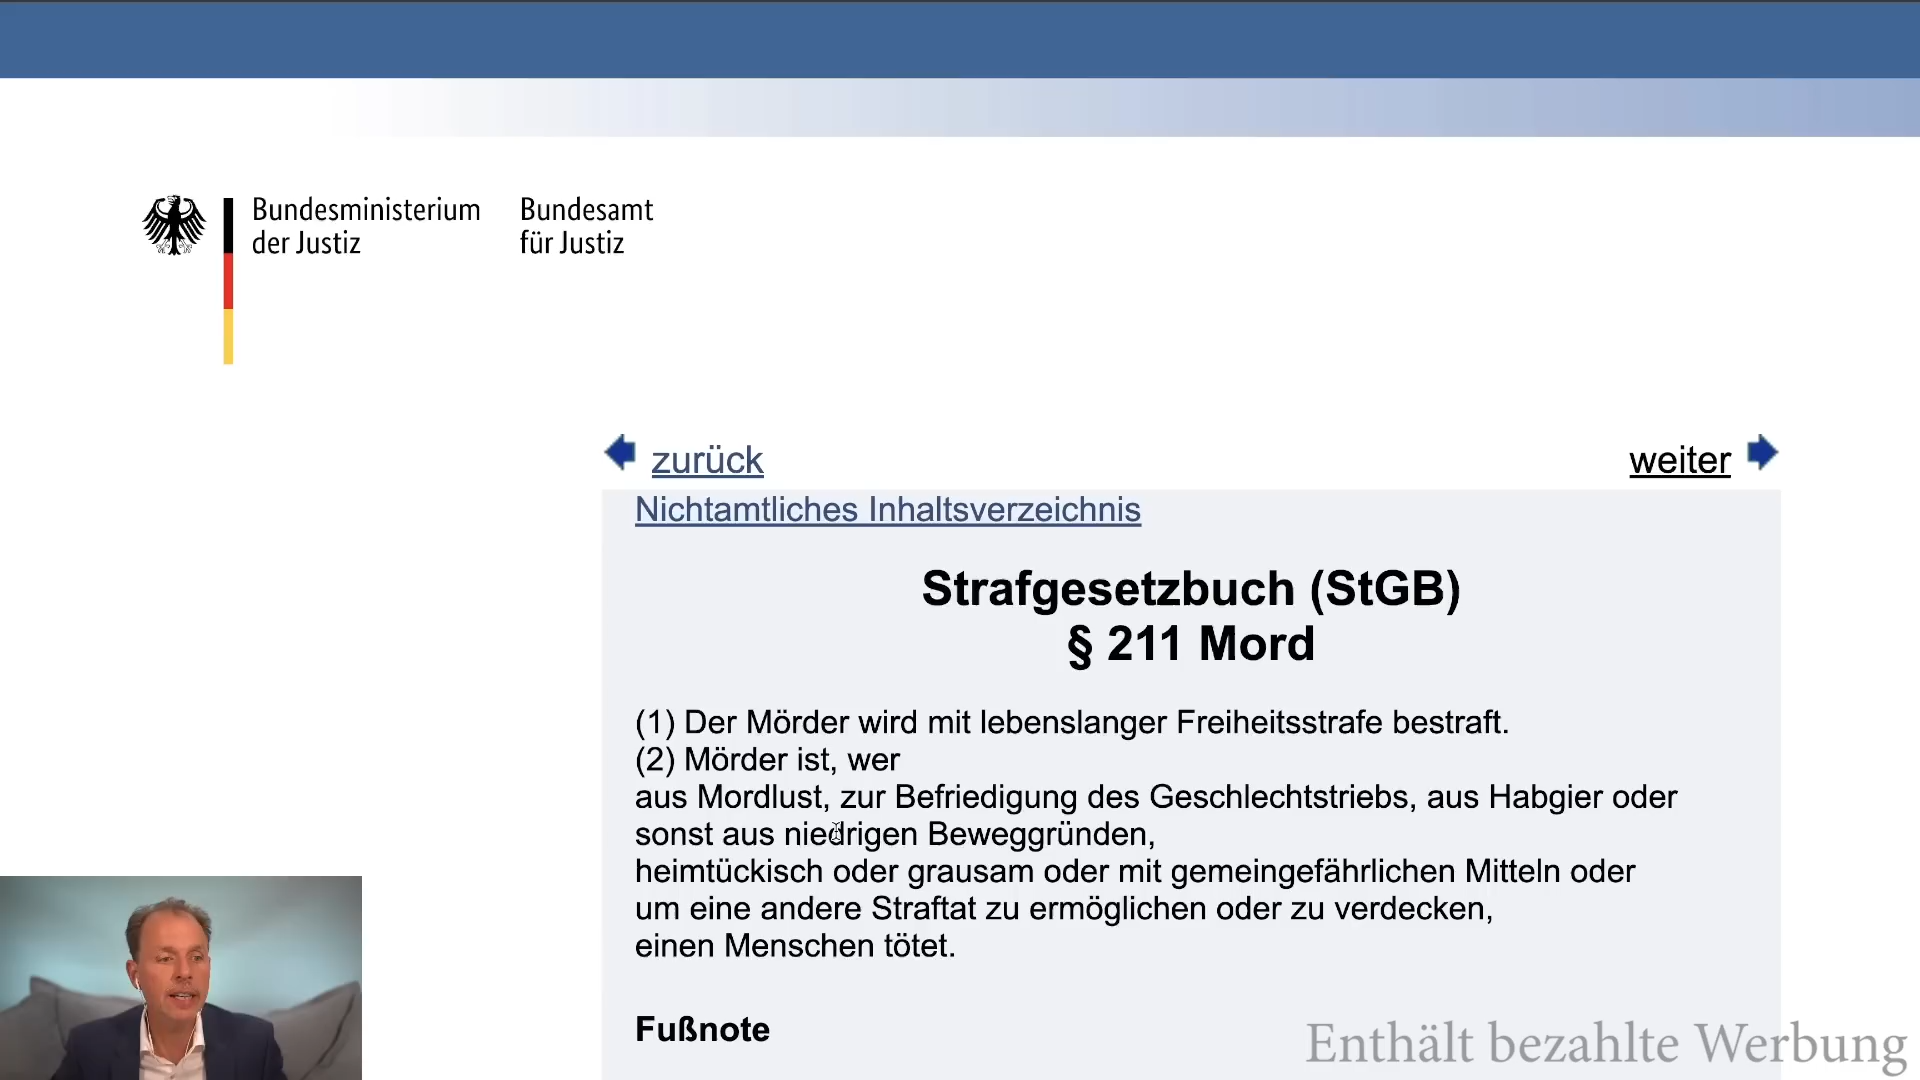 Bundesministerium
der Justiz
Bundesamt
für Justiz
zurück
weiter
Nichtamtliches Inhaltsverzeichnis
Strafgesetzbuch (StGB)
§ 211 Mord
(1) Der Mörder wird mit lebenslanger Freiheitsstrafe bestraft.
(2) Mörder ist, wer
aus Mordlust, zur Befriedigung des Geschlechtstriebs, aus Habgier oder
sonst aus niedrigen Beweggründen,
heimtückisch oder grausam oder mit gemeingefährlichen Mitteln oder
um eine andere Straftat zu ermöglichen oder zu verdecken,
einen Menschen tötet.
Fußnote
Enthält bezahlte Werbung